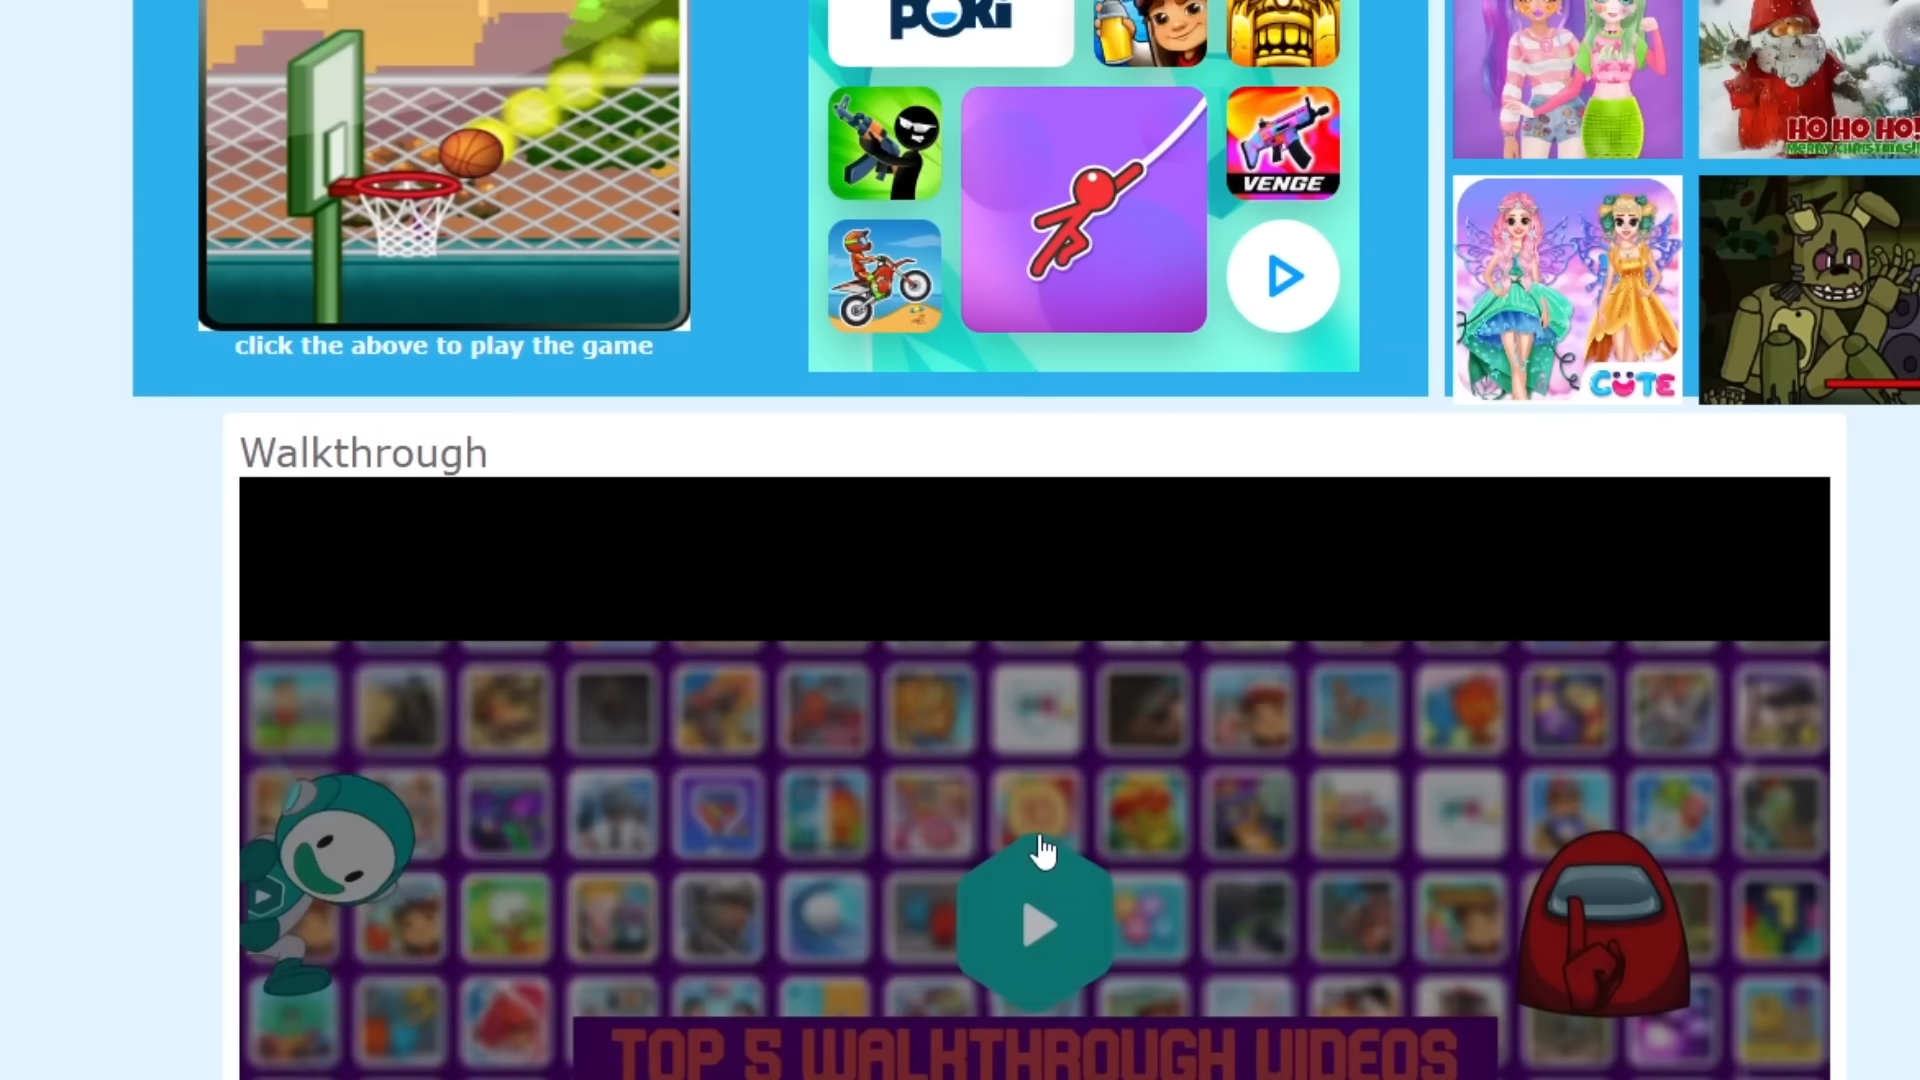 POKi
VENGE
HO HO HO!
MERRY CHRISTMAS!
CUTE
click the above to play the game
Walkthrough
TOP 5 WALKTHROUGH VIDEOS